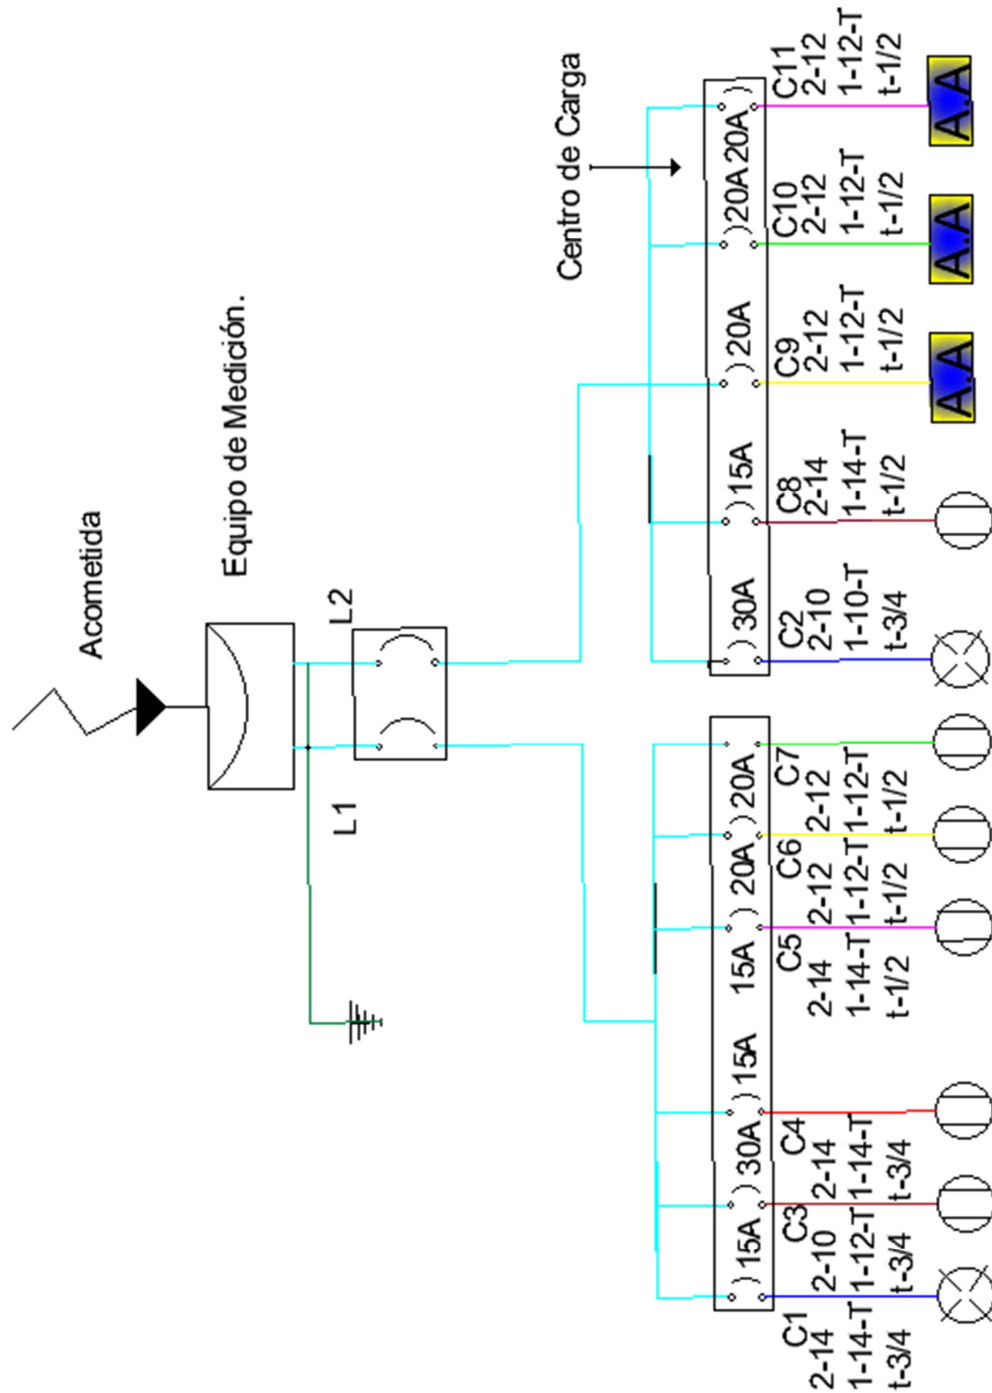 Acometida
Equipo de Medición.
L1
L2
Centro de Carga
15A
30A
15A
15A
20A
20A
30A
15A
20A
20A
20A
C1
2-14
1-14-T
t-3/4
C3
2-10
1-12-T
t-3/4
C4
2-14
1-14-T
t-3/4
C5
2-14
1-14-T
t-1/2
C6
2-12
1-12-T
t-1/2
C7
2-12
1-12-T
t-1/2
C2
2-10
1-10-T
t-3/4
C8
2-14
1-14-T
t-1/2
C9
2-12
1-12-T
t-1/2
C10
2-12
1-12-T
t-1/2
C11
2-12
1-12-T
t-1/2
A.A
A.A
A.A